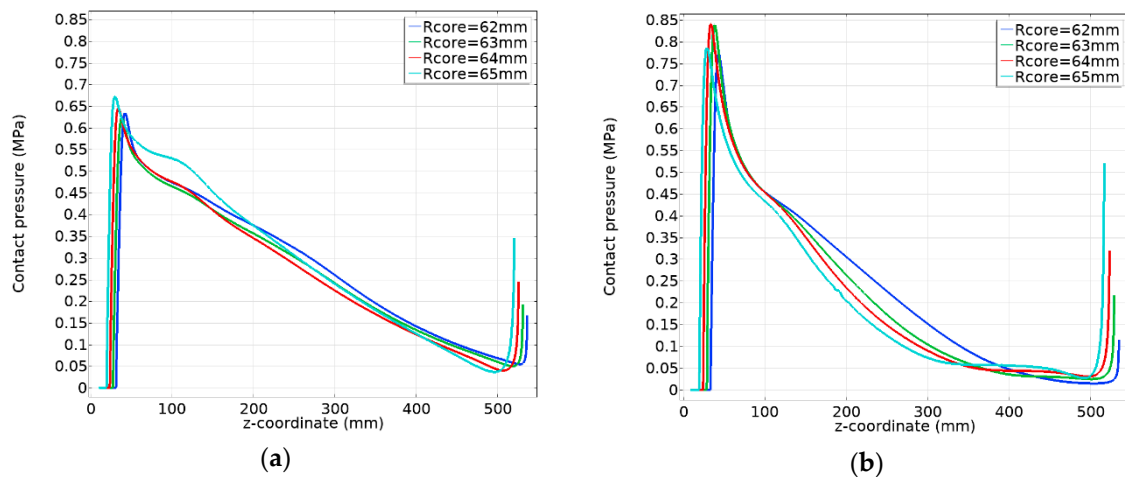 0.85
0.8
0.75
0.7
0.65
0.6
0.55
0.5
0.45
0.4
0.35
0.3
0.25
0.2
0.15
0.1
0.05
0
Contact pressure (MPa)
Rcore=62mm
Rcore=63mm
Rcore=64mm
Rcore=65mm
0 100 200 300 400 500
z-coordinate (mm)
(a)
0.85
0.8
0.75
0.7
0.65
0.6
0.55
0.5
0.45
0.4
0.35
0.3
0.25
0.2
0.15
0.1
0.05
0
Contact pressure (MPa)
Rcore=62mm
Rcore=63mm
Rcore=64mm
Rcore=65mm
0 100 200 300 400 500
z-coordinate (mm)
(b)